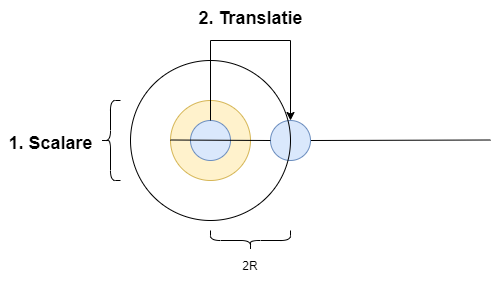 2. Translatie
1. Scalare
2R